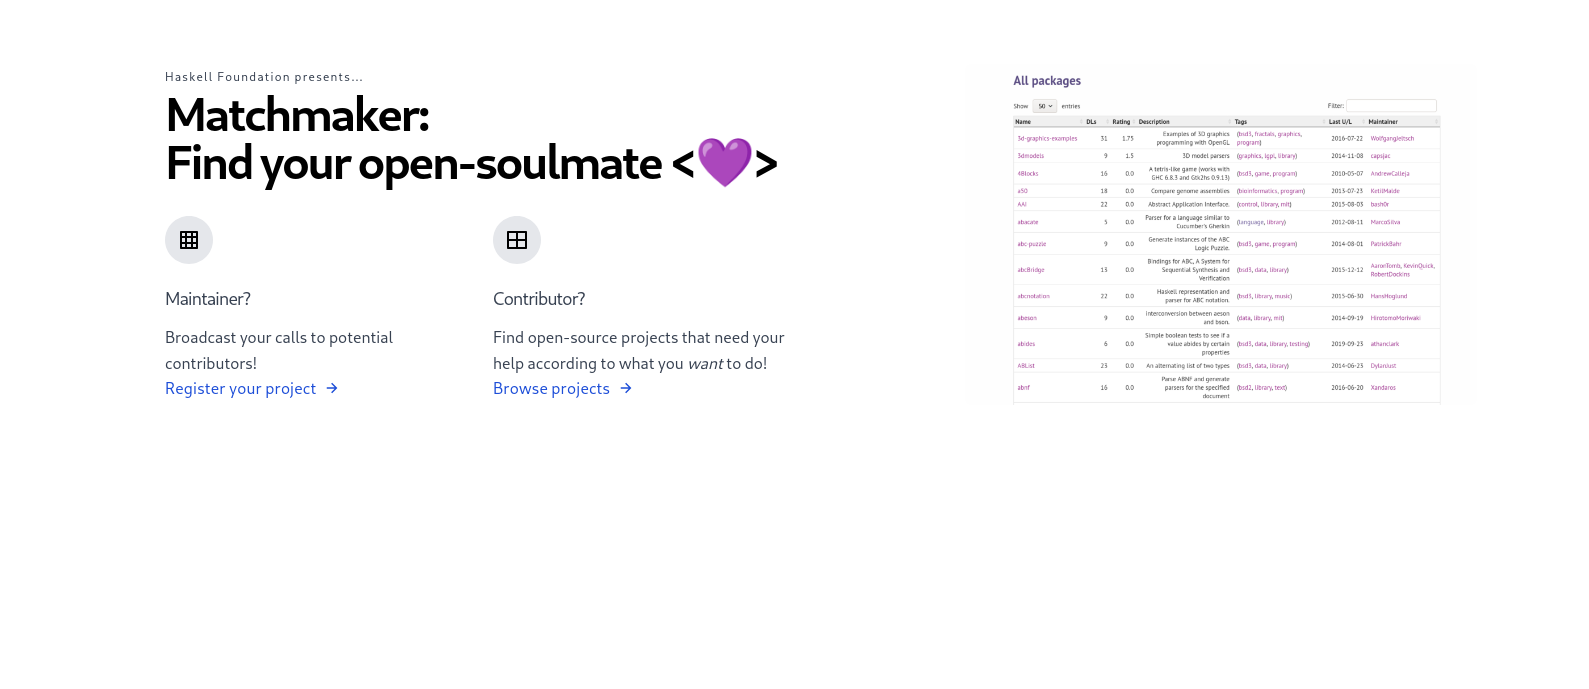 Haskell Foundation presents...
Matchmaker:
Find your open-soulmate <💜>
Maintainer?
Broadcast your calls to potential
contributors!
Register your project →
Contributor?
Find open-source projects that need your
help according to what you want to do!
Browse projects →
All packages
Show 50 entries Filter:
Name DLs Rating Description Tags Last U/L Maintainer
3d-graphics-examples 31 1.75 Examples of 3D graphics programming with OpenGL (bsd3, fractals, graphics, program) 2016-07-22 WolfgangJeltsch
3dmodels 9 1.5 3D model parsers (graphics, lgpl, library) 2014-11-08 capsjac
4Blocks 16 0.0 A tetris-like game (works with GHC 6.8.3 and Gtk2hs 0.9.13) (bsd3, game, program) 2010-05-07 AndrewCalleja
a50 18 0.0 Compare genome assemblies (bioinformatics, program) 2013-07-23 KetilMalde
AAI 22 0.0 Abstract Application Interface. (control, library, mit) 2015-08-03 bash0r
abacate 5 0.0 Parser for a language similar to Cucumber's Gherkin (language, library) 2012-08-11 MarcoSilva
abc-puzzle 9 0.0 Generate instances of the ABC Logic Puzzle. (bsd3, game, program) 2014-08-01 PatrickBahr
abcBridge 13 0.0 Bindings for ABC, A System for Sequential Synthesis and Verification (bsd3, data, library) 2015-12-12 AaronTomb, KevinQuick, RobertDockins
abcnotation 22 0.0 Haskell representation and parser for ABC notation. (bsd3, library, music) 2015-06-30 HansHoglund
abeson 9 0.0 Interconversion between aeson and bson. (data, library, mit) 2014-09-19 HirotomoMoriwaki
abides 6 0.0 Simple boolean tests to see if a value abides by certain properties (bsd3, data, library, testing) 2019-09-23 athanclark
ABList 23 0.0 An alternating list of two types (bsd3, data, library) 2014-06-23 DylanJust
abnf 16 0.0 Parse ABNF and generate parsers for the specified document (bsd2, library, text) 2016-06-20 Xandaros